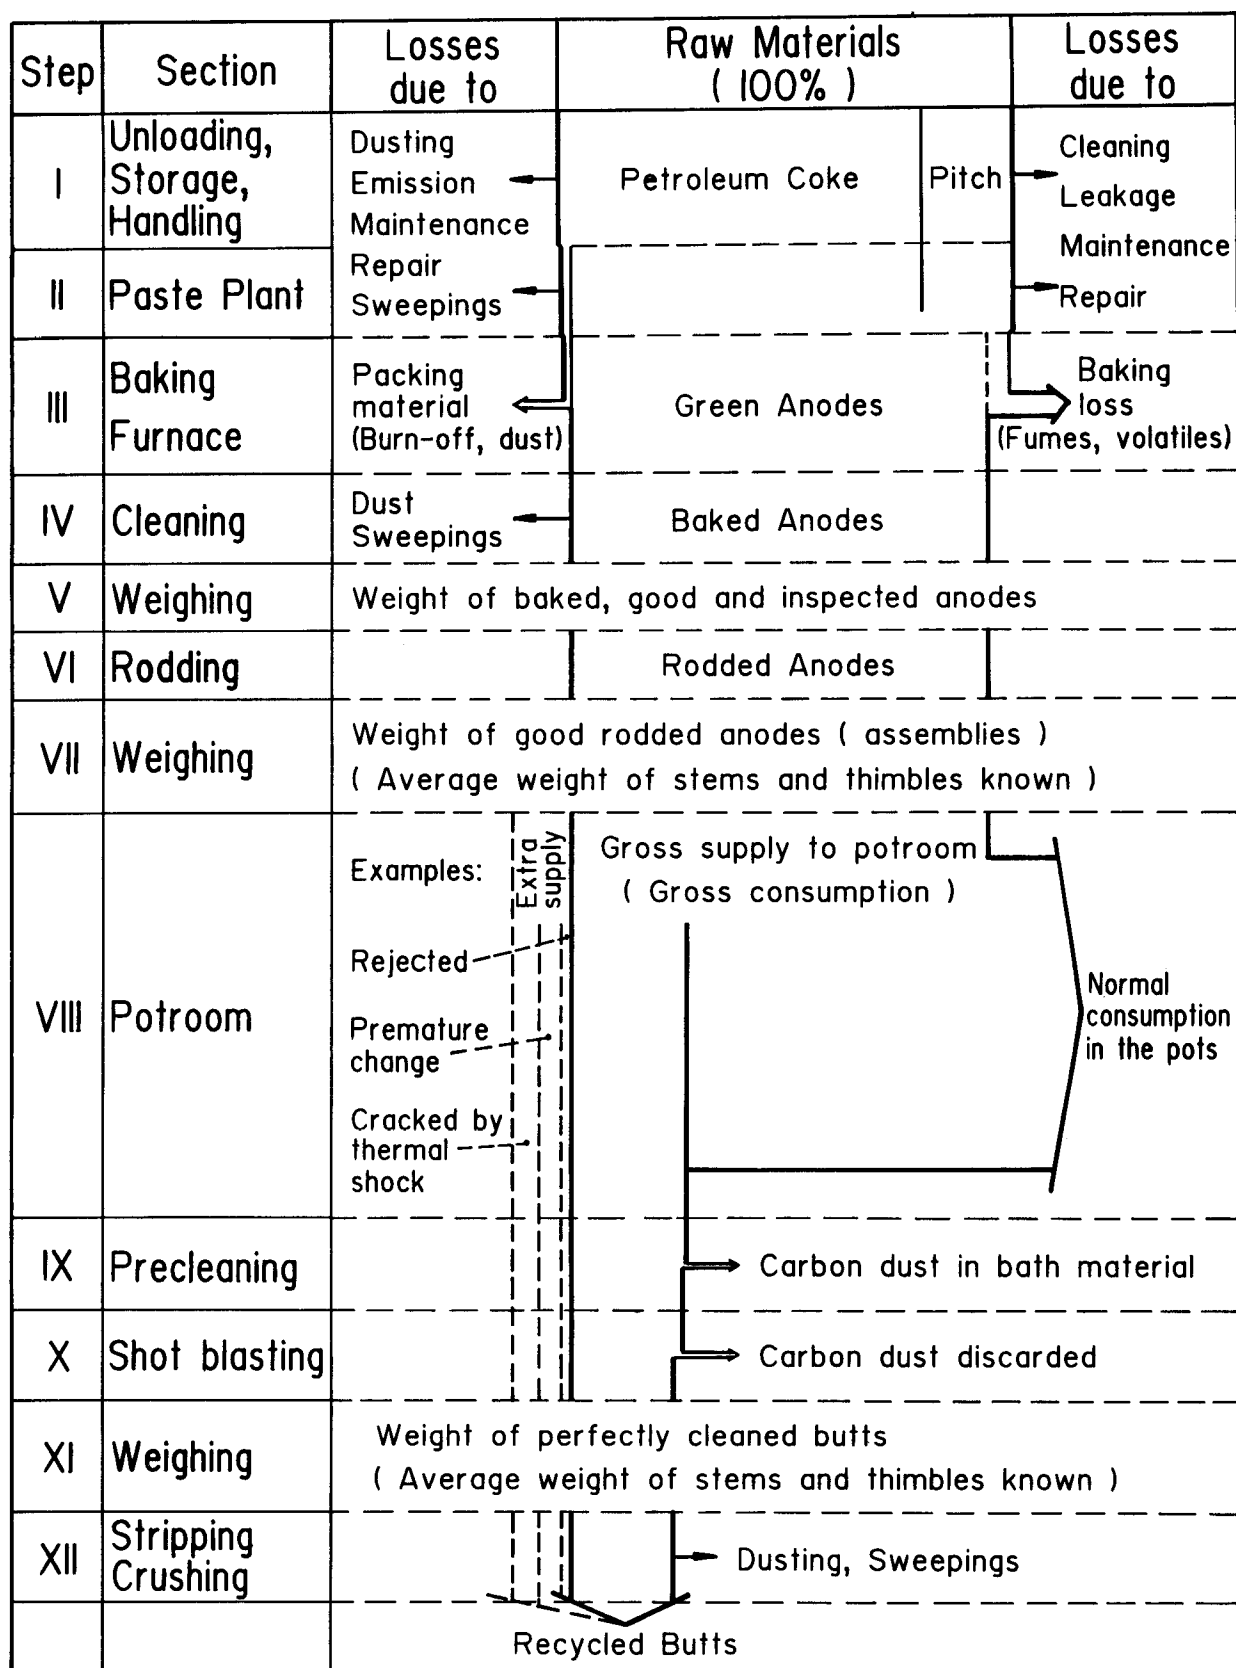 Step
Section
Losses
due to
Raw Materials
( 100% )
Losses
due to
I
Unloading,
Storage,
Handling
Dusting
Emission
Maintenance
Petroleum Coke
Pitch
Cleaning
Leakage
Maintenance
II
Paste Plant
Repair
Sweepings
Repair
III
Baking
Furnace
Packing
material
(Burn-off, dust)
Green Anodes
Baking
loss
(Fumes, volatiles)
IV
Cleaning
Dust
Sweepings
Baked Anodes
V
Weighing
Weight of baked, good and inspected anodes
VI
Rodding
Rodded Anodes
VII
Weighing
Weight of good rodded anodes ( assemblies )
( Average weight of stems and thimbles known )
VIII
Potroom
Examples:
Extra
supply
Gross supply to potroom
( Gross consumption )
Rejected
Premature
change
Cracked by
thermal
shock
Normal
consumption
in the pots
IX
Precleaning
Carbon dust in bath material
X
Shot blasting
Carbon dust discarded
XI
Weighing
Weight of perfectly cleaned butts
( Average weight of stems and thimbles known )
XII
Stripping
Crushing
Dusting, Sweepings
Recycled Butts